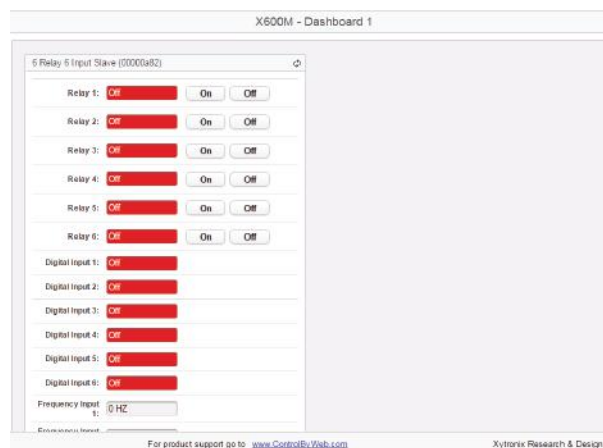 X600M - Dashboard 1
6 Relay 6 Input Slave (00000a82)
Relay 1: Off On Off
Relay 2: Off On Off
Relay 3: Off On Off
Relay 4: Off On Off
Relay 5: Off On Off
Relay 6: Off On Off
Digital Input 1: Off
Digital Input 2: Off
Digital Input 3: Off
Digital Input 4: Off
Digital Input 5: Off
Digital Input 6: Off
Frequency Input 0 HZ
1:
Frequency Input
For product support go to www.ControlByWeb.com Xytronix Research & Design